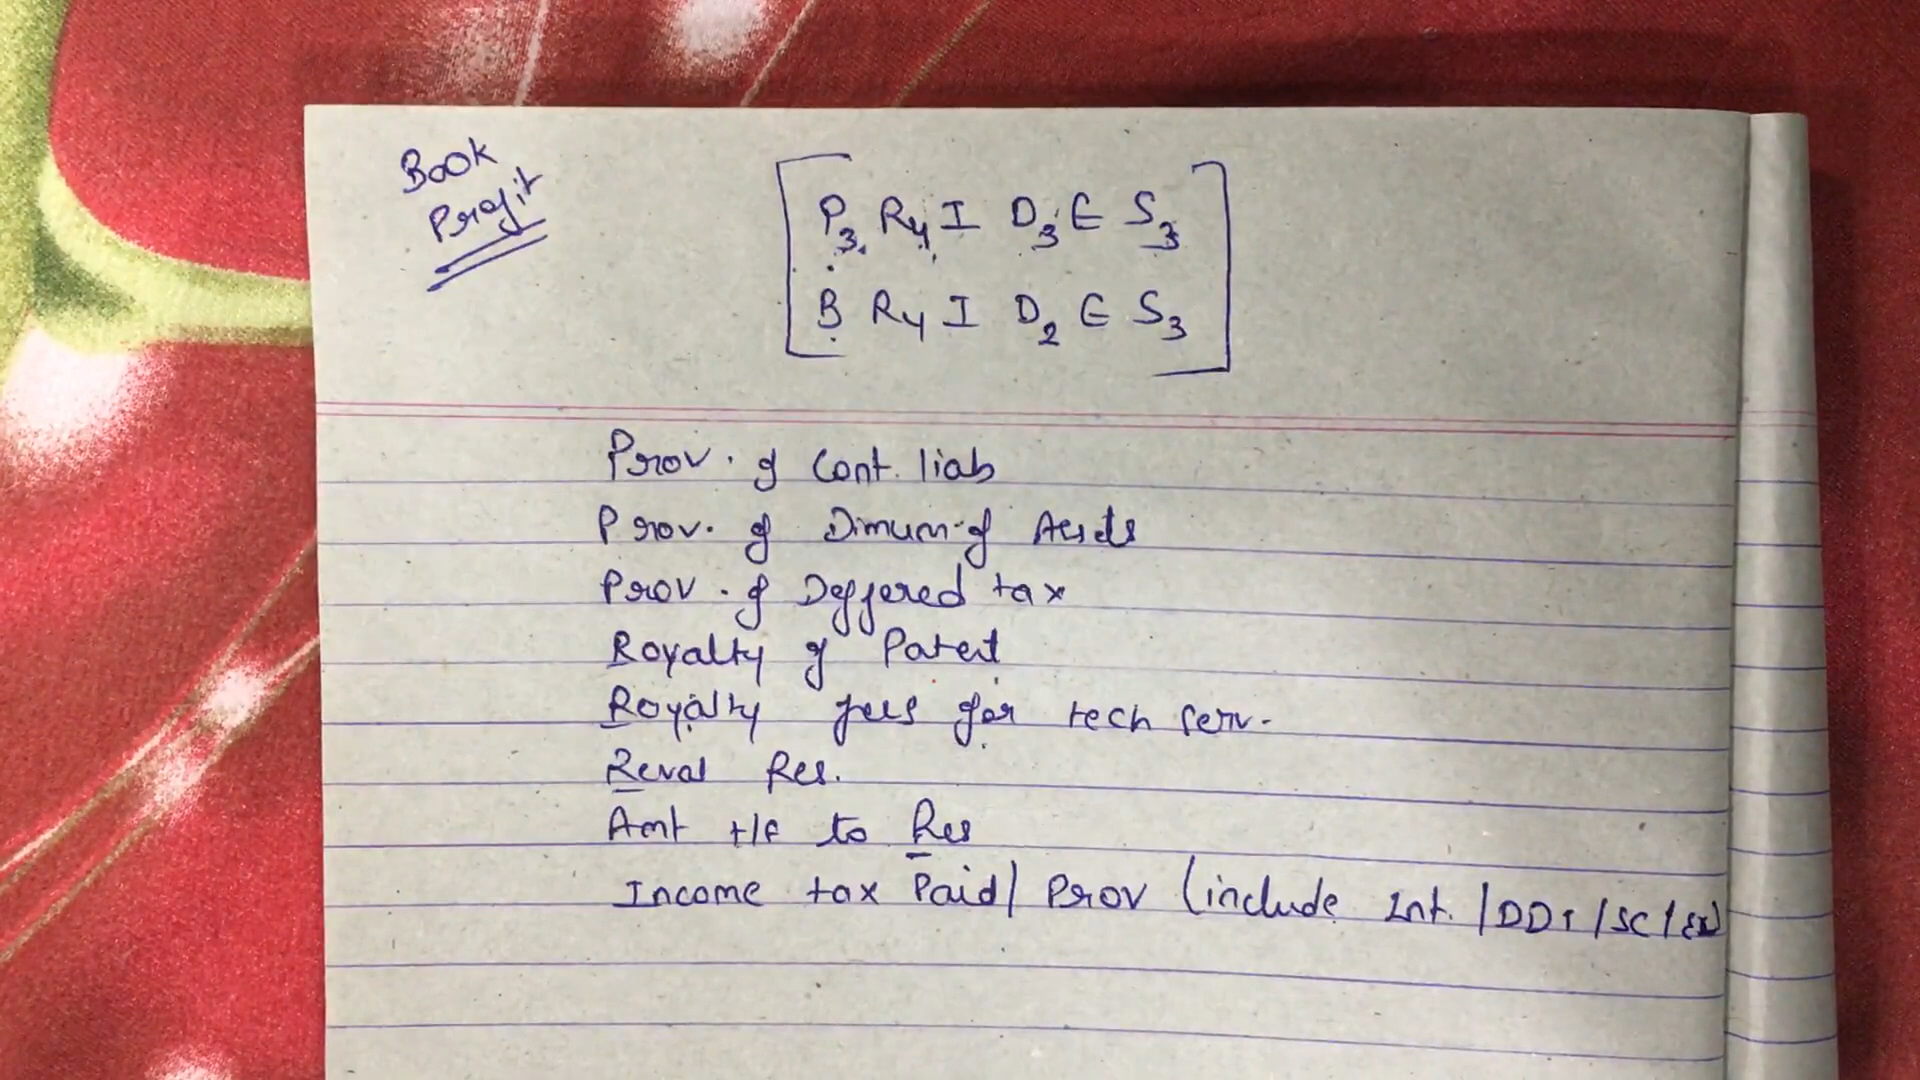 Book
Profit
P3 R4 I D3 E S3
B R4 I D2 E S3
Prov. of Cont. liab
Prov. of Dimun. of Assets
Prov. of Deffered tax
Royalty of Patent
Royalty fees for tech serv.
Reval Res.
Amt t/f to Res
Income tax Paid / Prov (include Int. / DDT / SC /